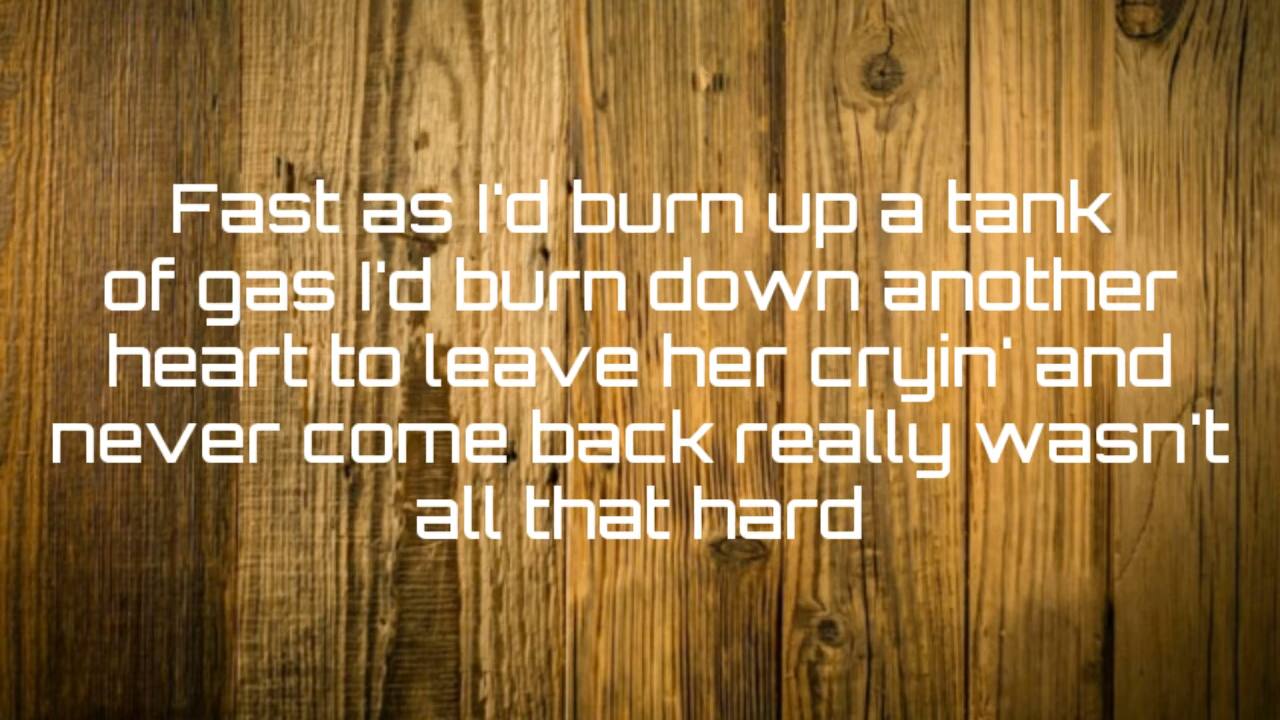 Fast as I'd burn up a tank
of gas I'd burn down another
heart to leave her cryin' and
never come back really wasn't
all that hard